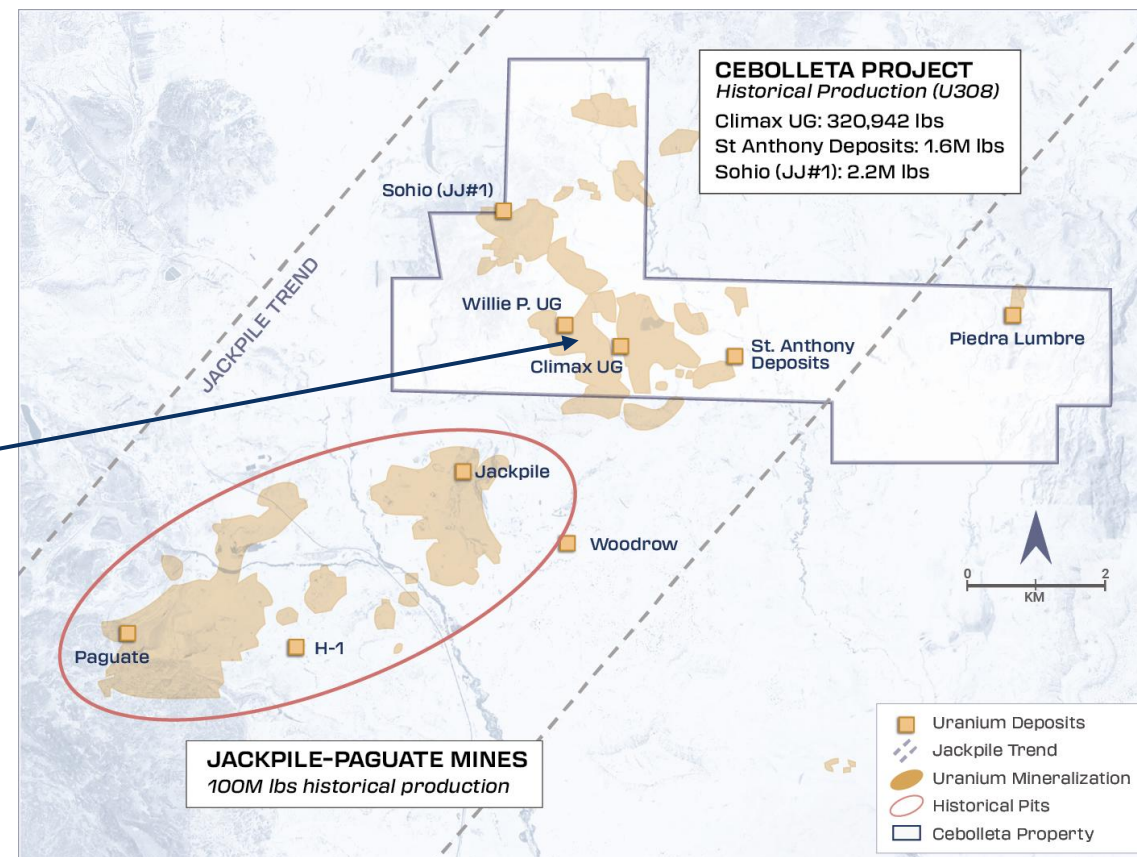 CEBOLLETA PROJECT
Historical Production (U308)
Climax UG: 320,942 lbs
St Anthony Deposits: 1.6M lbs
Sohio (JJ#1): 2.2M lbs
Sohio (JJ#1)
JACKPILE TREND
Willie P. UG
Climax UG
St. Anthony
Deposits
Piedra Lumbre
Jackpile
Woodrow
Paguate
H-1
0
2
KM
JACKPILE-PAGUATE MINES
100M lbs historical production
Uranium Deposits
Jackpile Trend
Uranium Mineralization
Historical Pits
Cebolleta Property